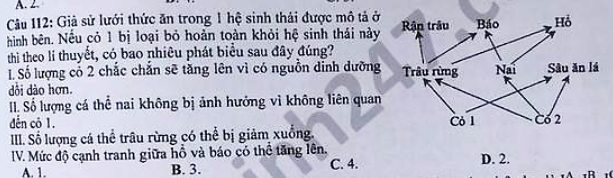 A. 2.
Câu 112: Giả sử lưới thức ăn trong 1 hệ sinh thái được mô tả ở
hình bên. Nếu cỏ 1 bị loại bỏ hoàn toàn khỏi hệ sinh thái này
thì theo lí thuyết, có bao nhiêu phát biểu sau đây đúng?
I. Số lượng cỏ 2 chắc chắn sẽ tăng lên vì có nguồn dinh dưỡng
dồi dào hơn.
II. Số lượng cá thể nai không bị ảnh hưởng vì không liên quan
đến cỏ 1.
III. Số lượng cá thể trâu rừng có thể bị giảm xuống.
IV. Mức độ cạnh tranh giữa hổ và báo có thể tăng lên.
A. 1. B. 3. C. 4. D. 2.
Rận trâu Báo Hổ
Trâu rừng Nai Sâu ăn lá
Cỏ 1 Cỏ 2